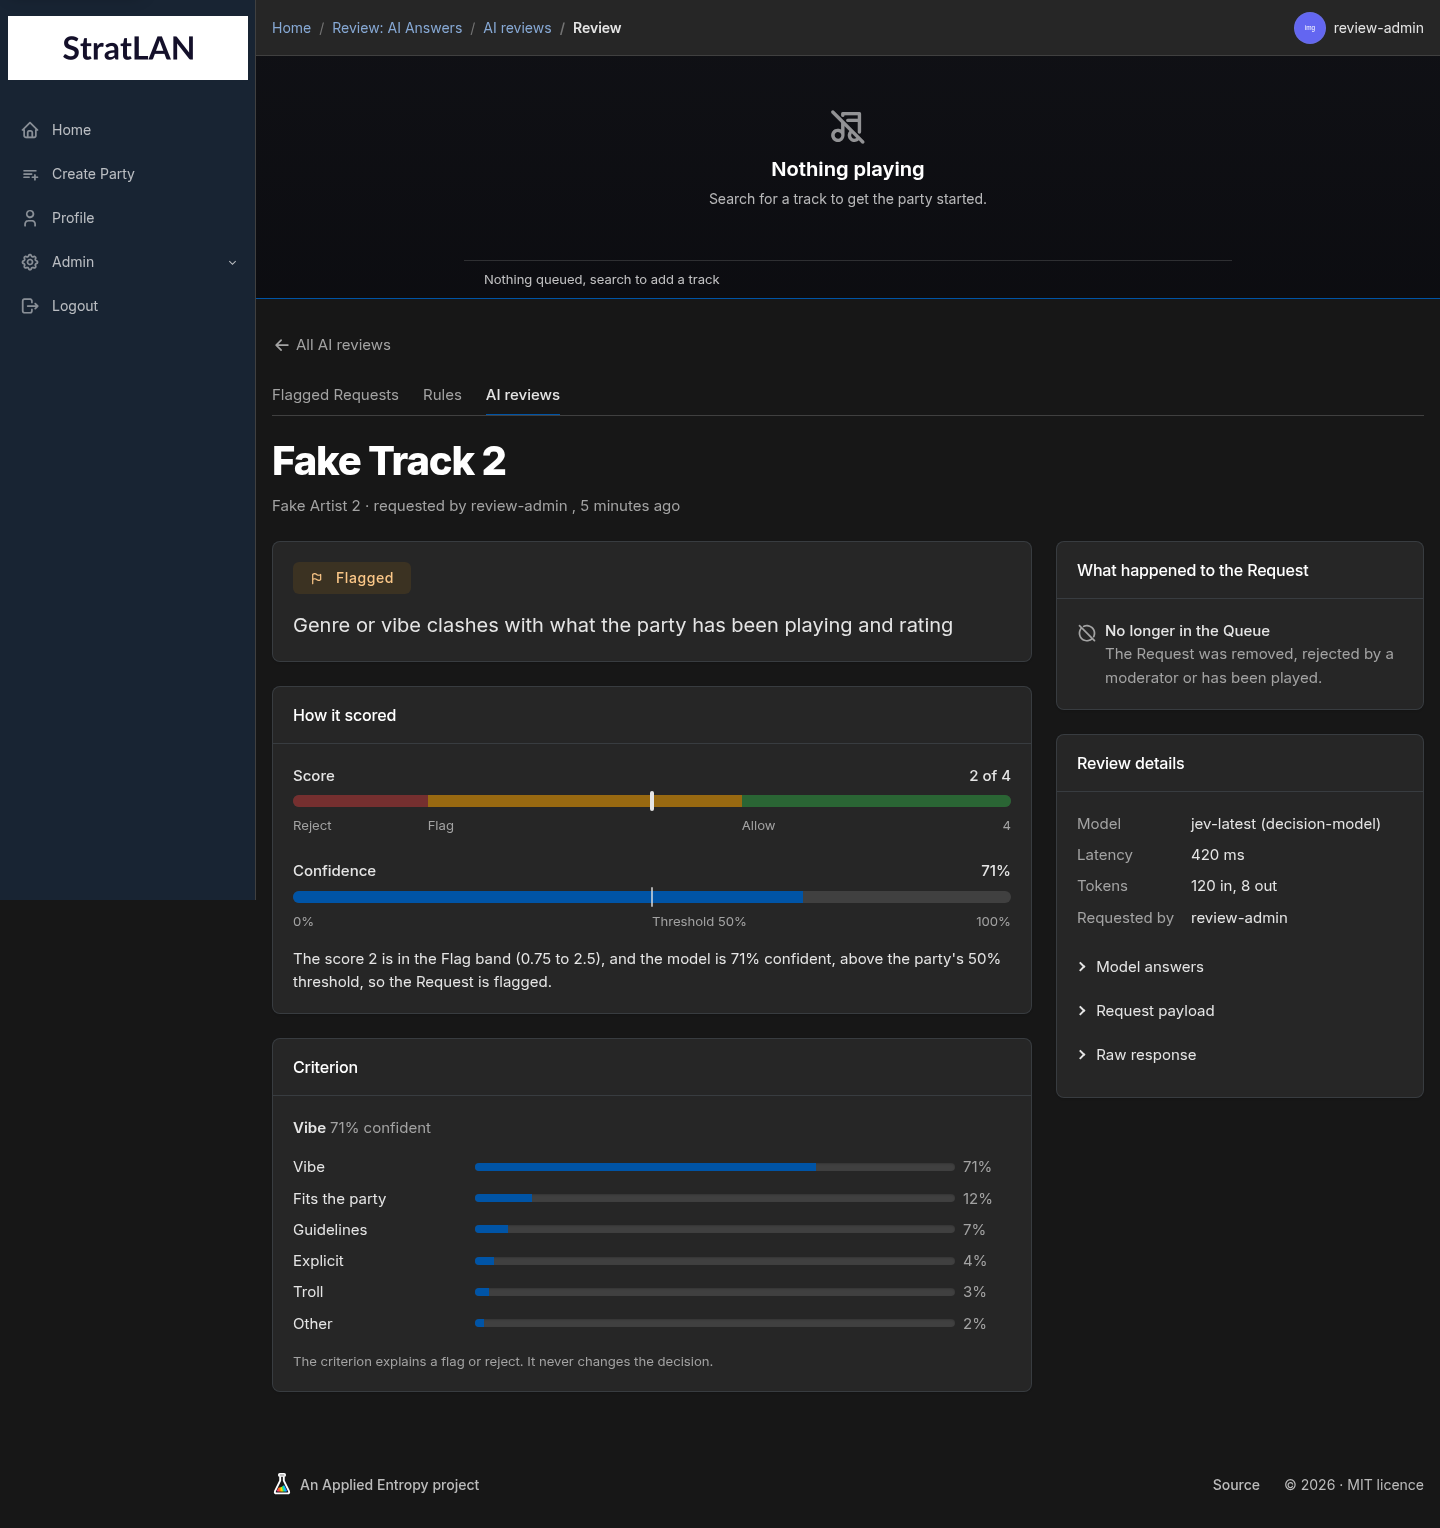 StratLAN
Home
Create Party
Profile
Admin
Logout
Home / Review: AI Answers / AI reviews / Review
img
review-admin
Nothing playing
Search for a track to get the party started.
Nothing queued, search to add a track
All AI reviews
Flagged Requests
Rules
AI reviews
Fake Track 2
Fake Artist 2 · requested by review-admin , 5 minutes ago
Flagged
Genre or vibe clashes with what the party has been playing and rating
How it scored
Score
2 of 4
Reject
Flag
Allow
4
Confidence
71%
0%
Threshold 50%
100%
The score 2 is in the Flag band (0.75 to 2.5), and the model is 71% confident, above the party's 50%
threshold, so the Request is flagged.
Criterion
Vibe 71% confident
Vibe
71%
Fits the party
12%
Guidelines
7%
Explicit
4%
Troll
3%
Other
2%
The criterion explains a flag or reject. It never changes the decision.
What happened to the Request
No longer in the Queue
The Request was removed, rejected by a
moderator or has been played.
Review details
Model
jev-latest (decision-model)
Latency
420 ms
Tokens
120 in, 8 out
Requested by
review-admin
Model answers
Request payload
Raw response
An Applied Entropy project
Source
© 2026 · MIT licence